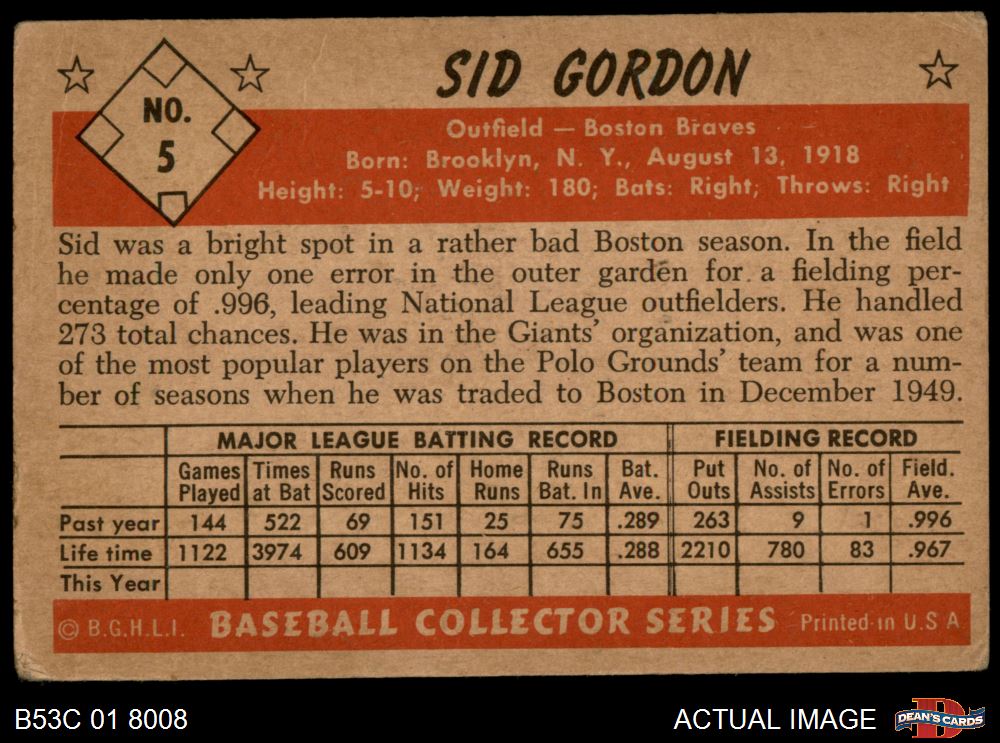 NO.
5
SID GORDON
Outfield — Boston Braves
Born: Brooklyn, N. Y., August 13, 1918
Height: 5-10; Weight: 180; Bats: Right; Throws: Right
Sid was a bright spot in a rather bad Boston season. In the field
he made only one error in the outer garden for a fielding per-
centage of .996, leading National League outfielders. He handled
273 total chances. He was in the Giants' organization, and was one
of the most popular players on the Polo Grounds' team for a num-
ber of seasons when he was traded to Boston in December 1949.
MAJOR LEAGUE BATTING RECORD FIELDING RECORD
Games Times Runs No. of Home Runs Bat. Put No. of No. of Field.
Played at Bat Scored Hits Runs Bat. In Ave. Outs Assists Errors Ave.
Past year 144 522 69 151 25 75 .289 263 9 1 .996
Life time 1122 3974 609 1134 164 655 .288 2210 780 83 .967
This Year
© B.G.H.L.I. BASEBALL COLLECTOR SERIES Printed in U.S A
B53C 01 8008 ACTUAL IMAGE DEAN'S CARDS